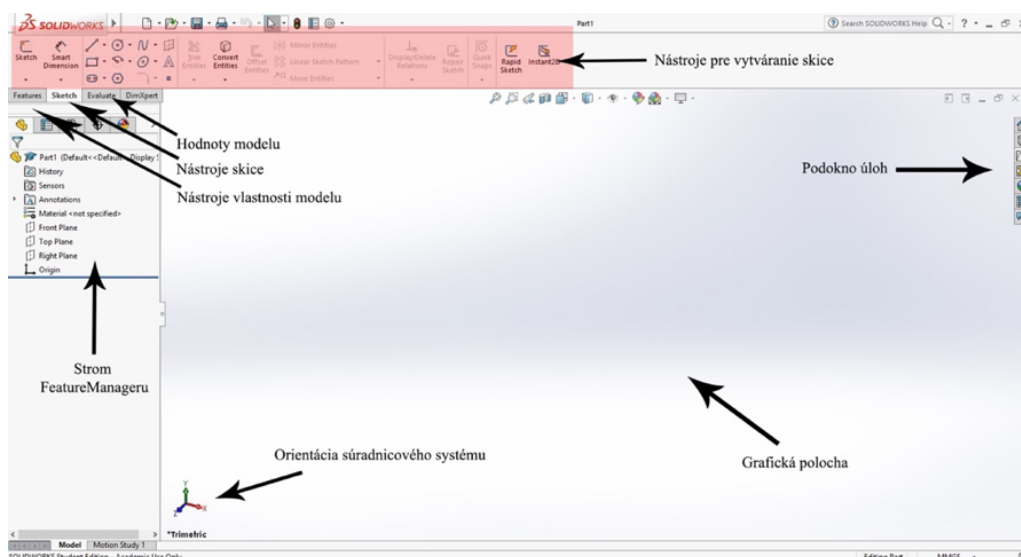 SOLIDWORKS
Part1
Search SOLIDWORKS Help
Sketch
Smart Dimension
Trim Entities
Convert Entities
Offset Entities
Mirror Entities
Linear Sketch Pattern
Move Entities
Display/Delete Relations
Repair Sketch
Quick Snaps
Rapid Sketch
Instant2D
Nástroje pre vytváranie skice
Features Sketch Evaluate DimXpert
Hodnoty modelu
Nástroje skice
Nástroje vlastnosti modelu
Podokno úloh
Part1 (Default<<Default>_Display S
History
Sensors
Annotations
Material <not specified>
Front Plane
Top Plane
Right Plane
Origin
Strom
FeatureManageru
Orientácia súradnicového systému
Grafická polocha
Y
X
Z
*Trimetric
Model Motion Study 1
SOLIDWORKS Student Edition - Academic Use Only
Editing Part MMGS